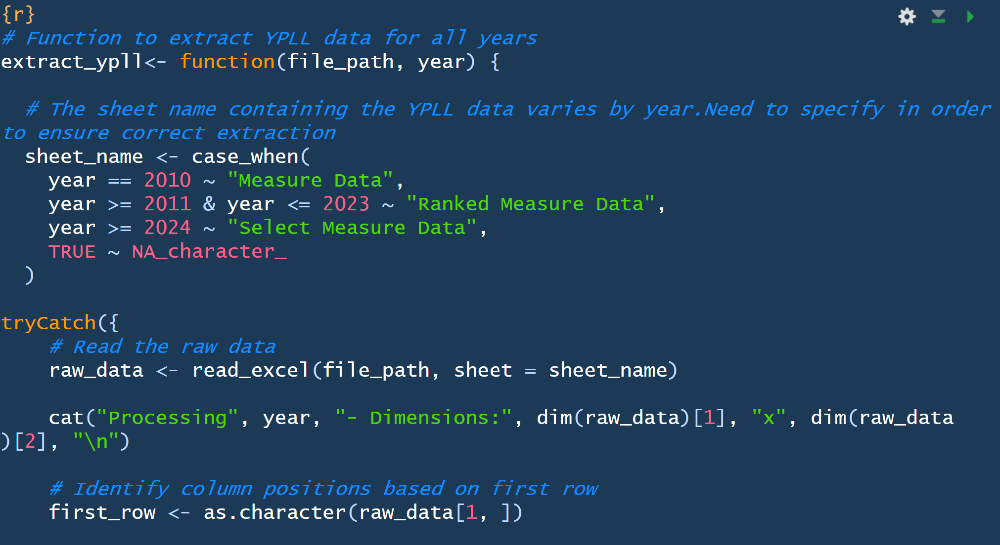 {r}
# Function to extract YPLL data for all years
extract_ypll<- function(file_path, year) {
  # The sheet name containing the YPLL data varies by year.Need to specify in order
to ensure correct extraction
  sheet_name <- case_when(
    year == 2010 ~ "Measure Data",
    year >= 2011 & year <= 2023 ~ "Ranked Measure Data",
    year >= 2024 ~ "Select Measure Data",
    TRUE ~ NA_character_
  )
tryCatch({
    # Read the raw data
    raw_data <- read_excel(file_path, sheet = sheet_name)
    cat("Processing", year, "- Dimensions:", dim(raw_data)[1], "x", dim(raw_data
)[2], "\n")
    # Identify column positions based on first row
    first_row <- as.character(raw_data[1, ])